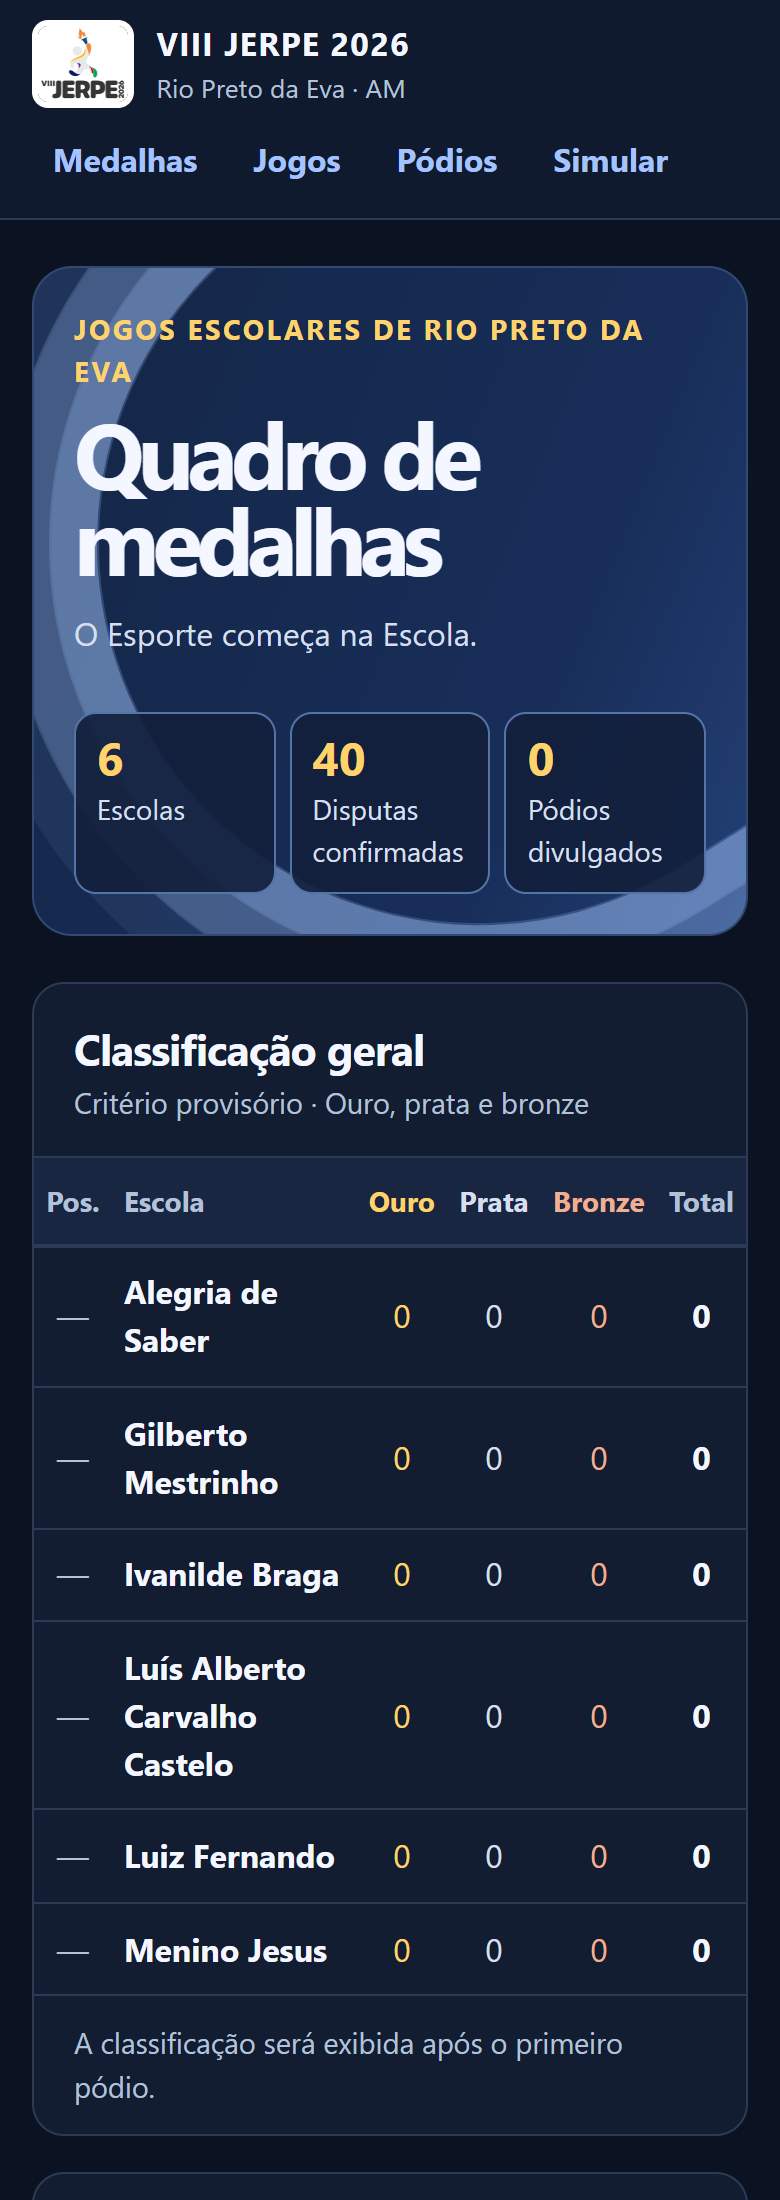 VIII JERPE 2026
VIII JERPE 2026
Rio Preto da Eva · AM
Medalhas Jogos Pódios Simular
JOGOS ESCOLARES DE RIO PRETO DA
EVA
Quadro de
medalhas
O Esporte começa na Escola.
6 40 0
Escolas Disputas Pódios
confirmadas divulgados
Classificação geral
Critério provisório · Ouro, prata e bronze
Pos. Escola Ouro Prata Bronze Total
Alegria de
— 0 0 0 0
Saber
Gilberto
— 0 0 0 0
Mestrinho
— Ivanilde Braga 0 0 0 0
Luís Alberto
— Carvalho 0 0 0 0
Castelo
— Luiz Fernando 0 0 0 0
— Menino Jesus 0 0 0 0
A classificação será exibida após o primeiro
pódio.